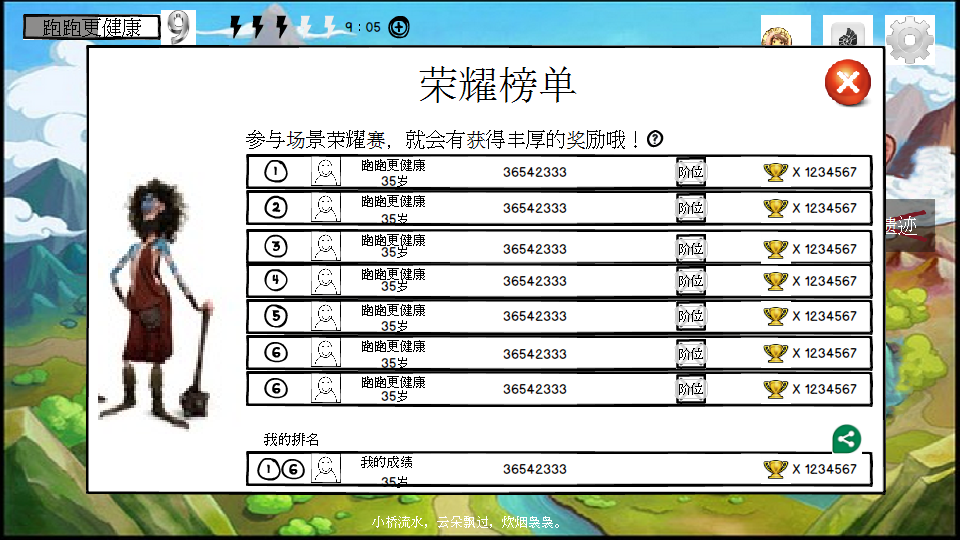 跑跑更健康 9 9:05
荣耀榜单
参与场景荣耀赛，就会有获得丰厚的奖励哦！?
1 跑跑更健康 36542333 阶位 X 1234567
35岁
2 跑跑更健康 36542333 阶位 X 1234567
35岁
3 跑跑更健康 36542333 阶位 X 1234567
35岁
4 跑跑更健康 36542333 阶位 X 1234567
35岁
5 跑跑更健康 36542333 阶位 X 1234567
35岁
6 跑跑更健康 36542333 阶位 X 1234567
35岁
6 跑跑更健康 36542333 阶位 X 1234567
35岁
遗迹
我的排名
16 我的成绩 36542333 X 1234567
35岁
小桥流水，云朵飘过，炊烟袅袅。